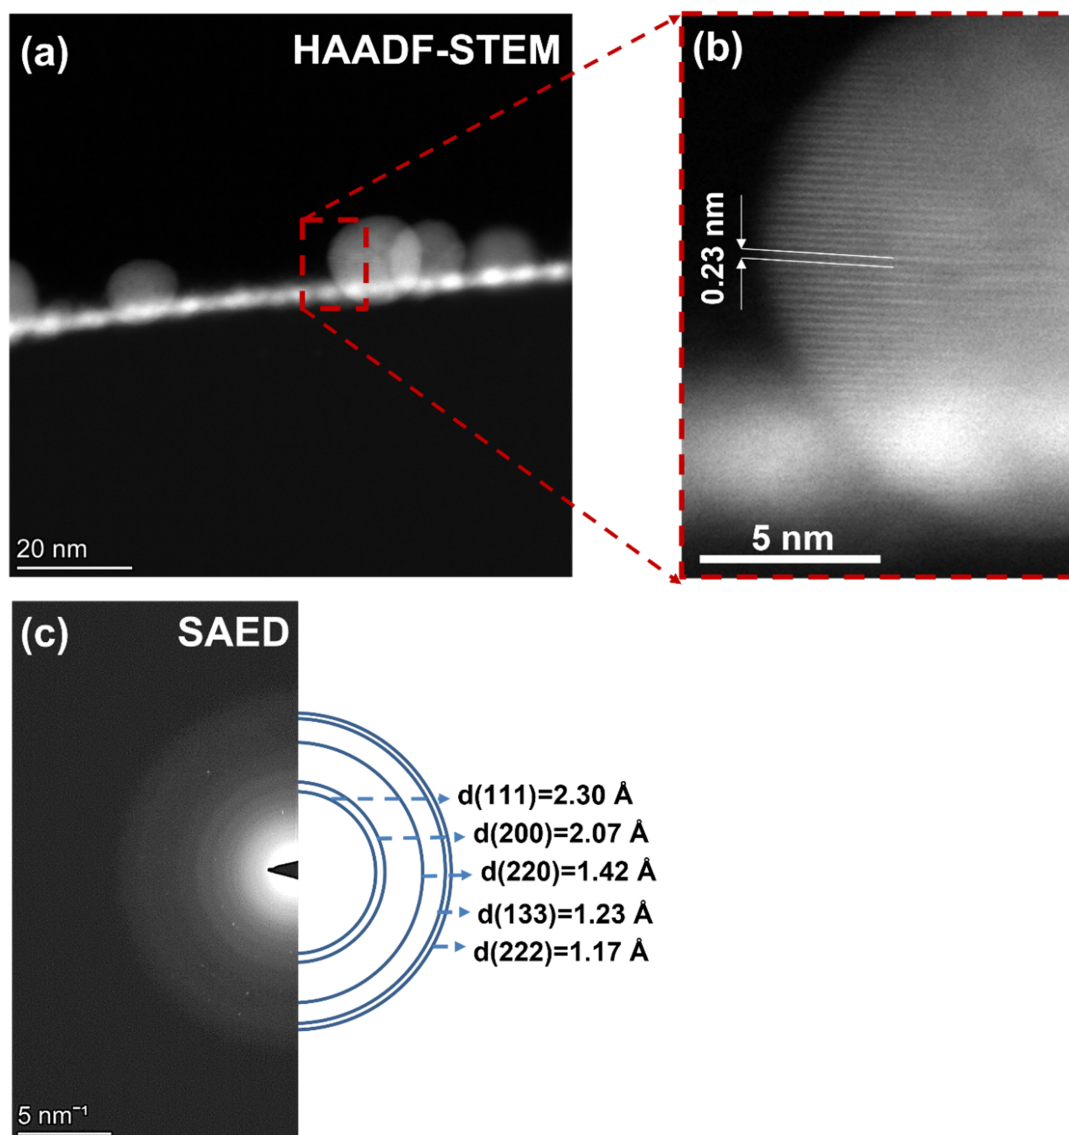 (a) HAADF-STEM
20 nm
(b)
0.23 nm
5 nm
(c) SAED
d(111)=2.30 Å
d(200)=2.07 Å
d(220)=1.42 Å
d(133)=1.23 Å
d(222)=1.17 Å
5 nm⁻¹